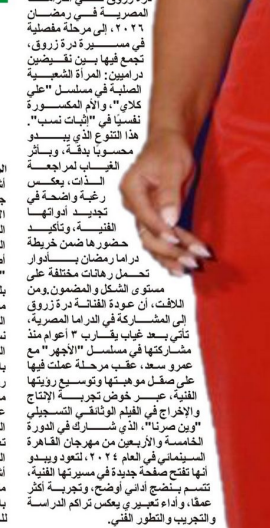 المصرية في رمضان
٢٠٢٦، إلى مرحلة مفصلية
في مسيرة درة زروق،
تجمع فيها بين نقيضين
دراميين: المرأة الشعبية
الصلبة في مسلسل "علي
كلاي"، والأم المكسورة
نفسيًا في "إثبات نسب".
هذا التنوع الذي يبدو
محسوبا بدقة، وبأثر
الغياب لمراجعة
الذات، يعكس
رغبة واضحة في
تجديد أدواتها
الفنية، وتأكيد
حضورها ضمن خريطة
دراما رمضان بأدوار
تحمل رهانات مختلفة على
مستوى الشكل والمضمون.ومن
اللافت، أن عودة الفنانة درة زروق
إلى المشاركة في الدراما المصرية،
تأتي بعد غياب يقارب ٣ أعوام منذ
مشاركتها في مسلسل "الأجهر" مع
عمرو سعد، عقب مرحلة عملت فيها
على صقل موهبتها وتوسيع رؤيتها
الفنية، عبر خوض تجربة الإنتاج
والإخراج في الفيلم الوثائقي التسجيلي
"وين صرنا"، الذي شارك في الدورة
الخامسة والأربعين من مهرجان القاهرة
السينمائي في العام ٢٠٢٤، لتعود ويبدو
أنها تفتح صفحة جديدة في مسيرتها الفنية،
تتسم بنضج أدائي أوضح، وتجربة أكثر
عمقا، وأداء تعبيري يعكس تراكم الدراسة
والتجريب والتطور الفني.